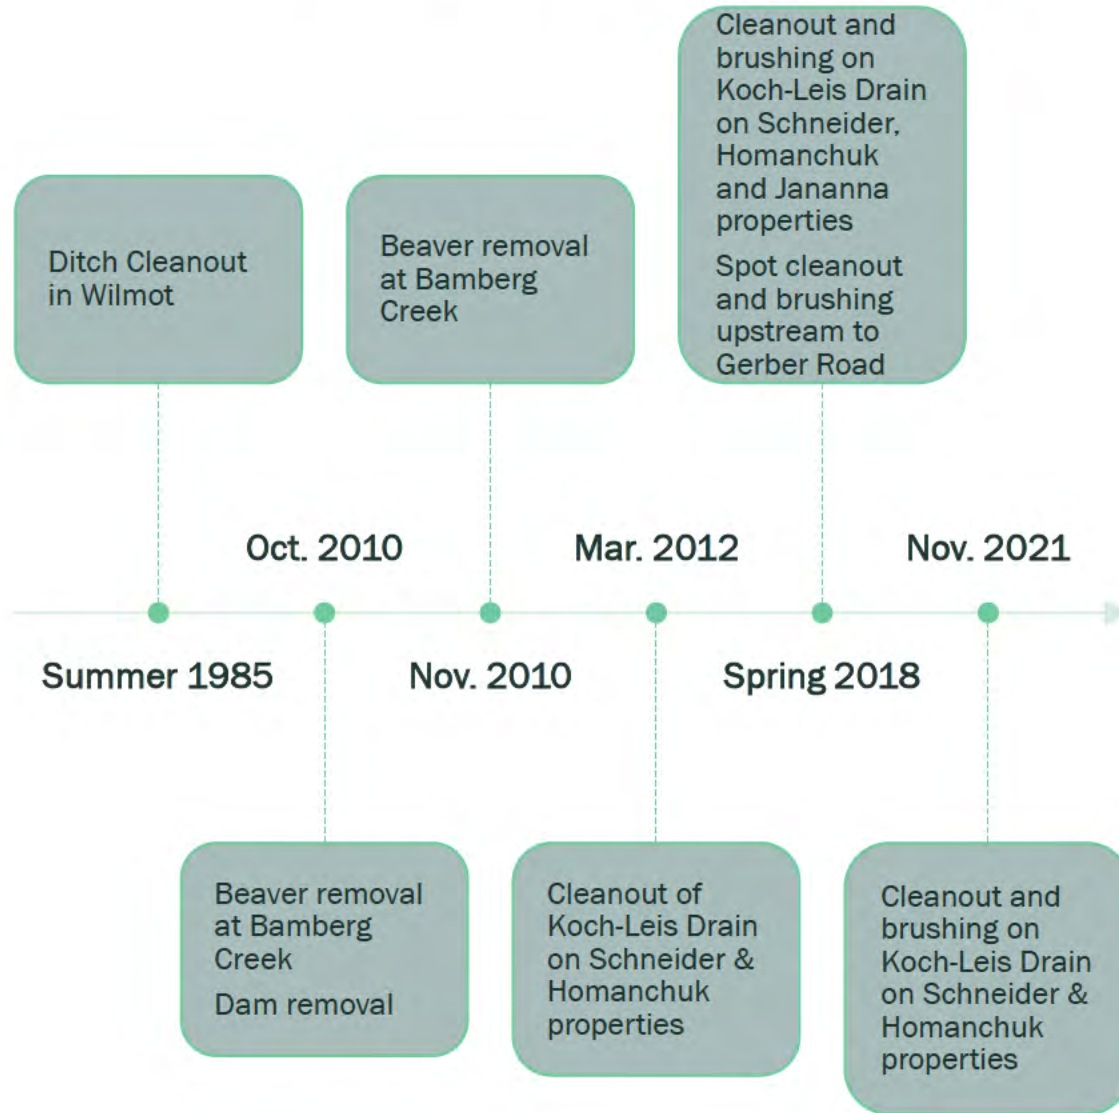 Cleanout and
brushing on
Koch-Leis Drain
on Schneider,
Homanchuk
and Jananna
properties
Spot cleanout
and brushing
upstream to
Gerber Road
Ditch Cleanout
in Wilmot
Beaver removal
at Bamberg
Creek
Oct. 2010
Mar. 2012
Nov. 2021
Summer 1985
Nov. 2010
Spring 2018
Beaver removal
at Bamberg
Creek
Dam removal
Cleanout of
Koch-Leis Drain
on Schneider &
Homanchuk
properties
Cleanout and
brushing on
Koch-Leis Drain
on Schneider &
Homanchuk
properties